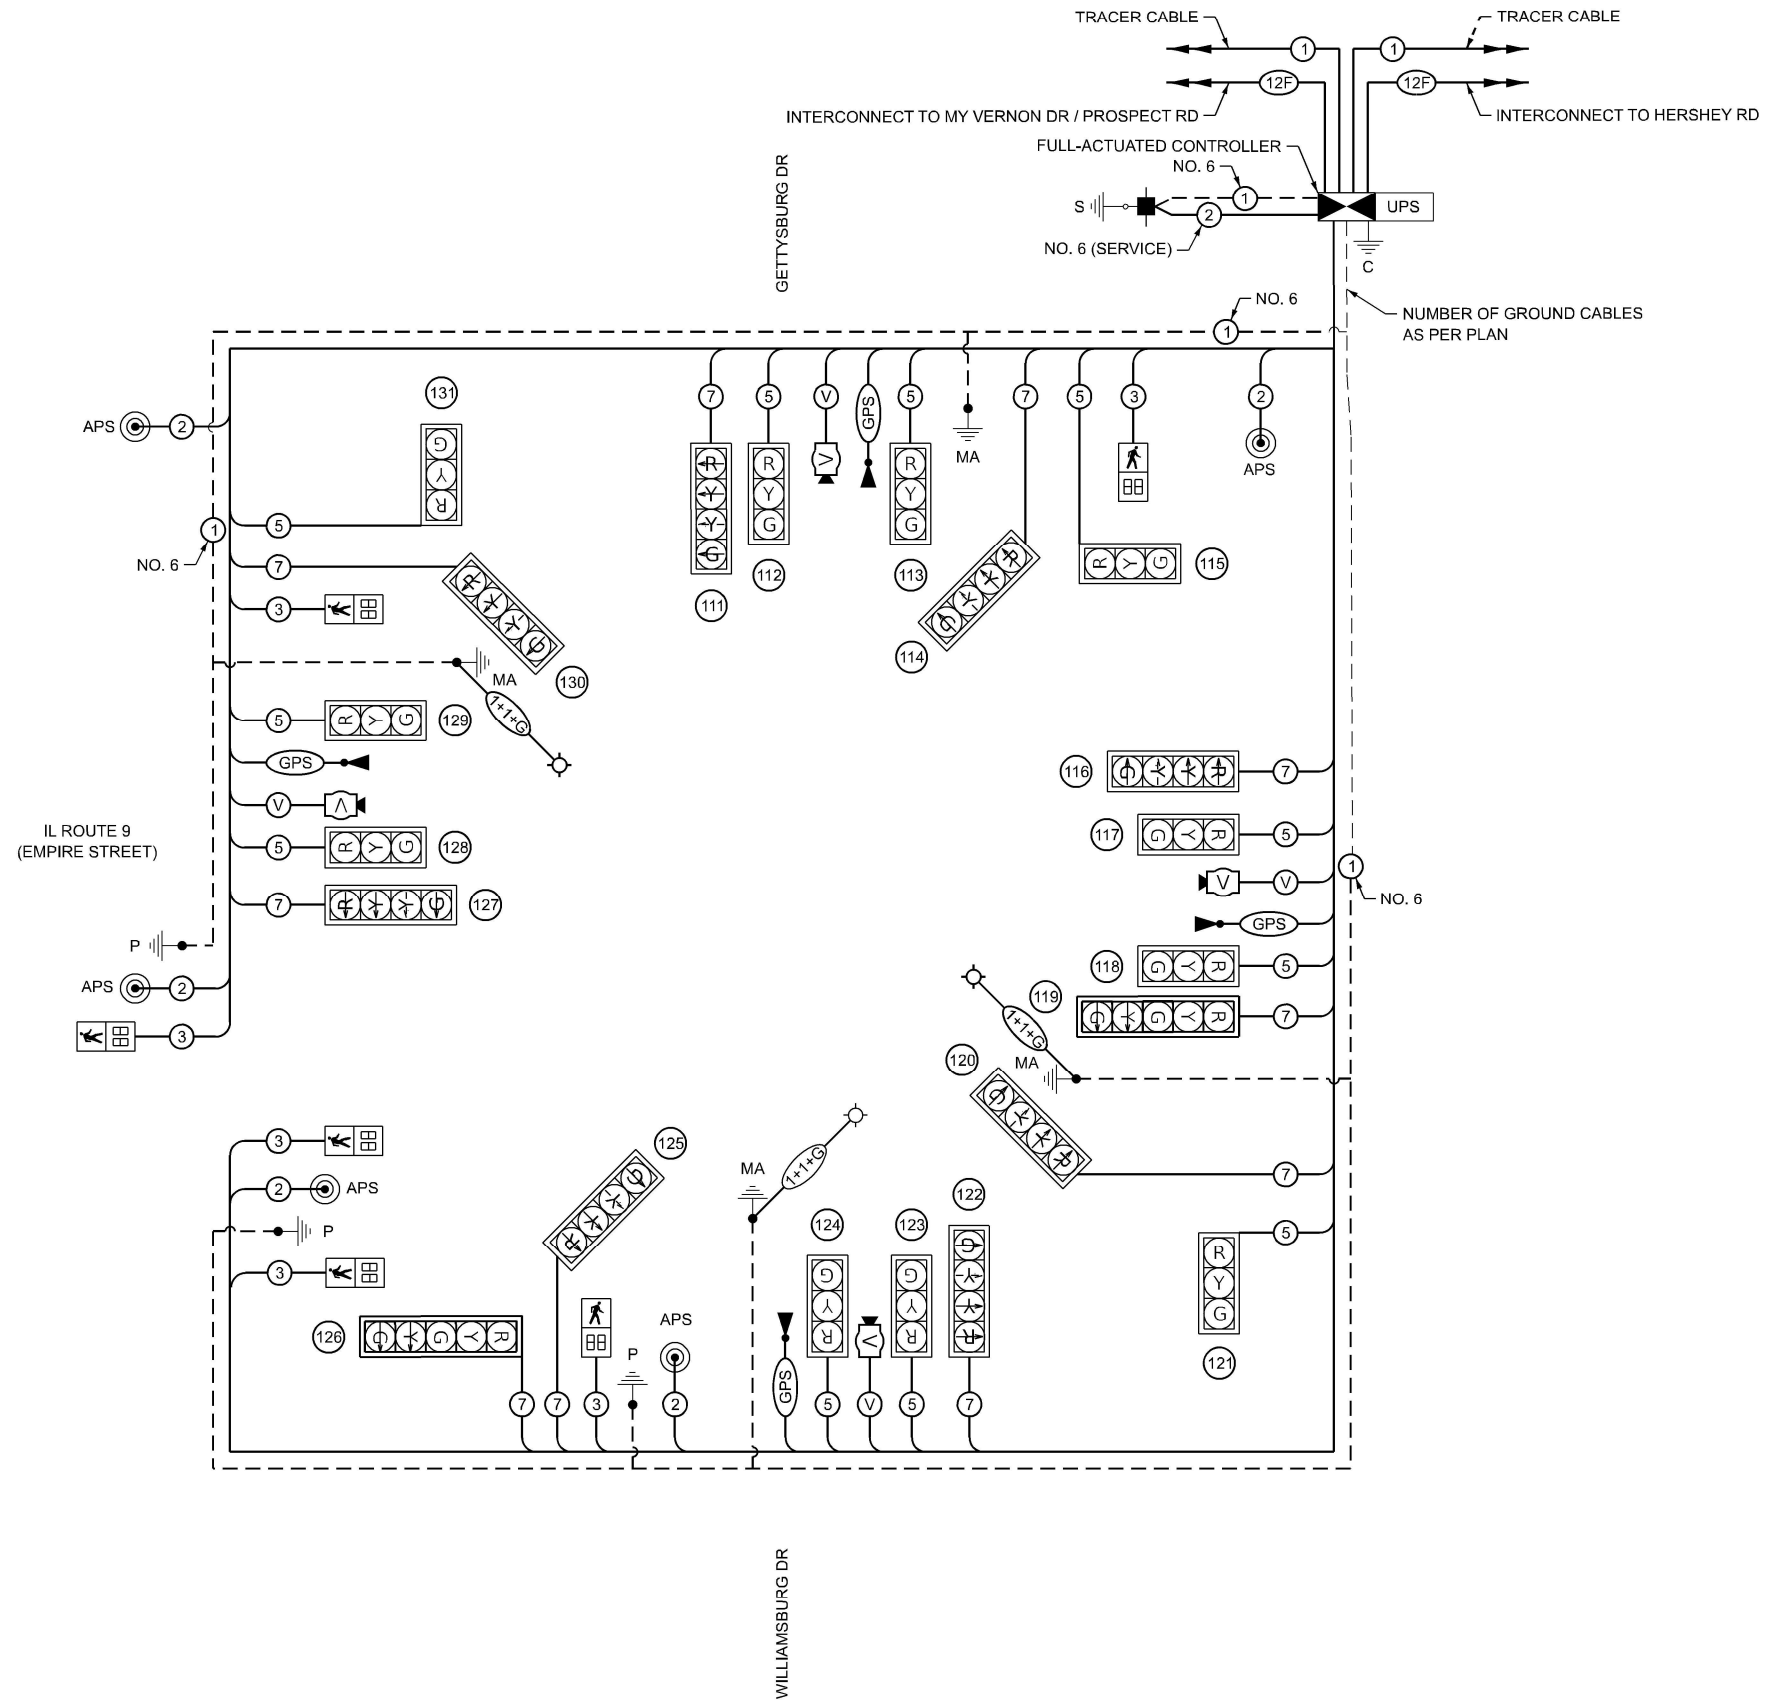 TRACER CABLE
TRACER CABLE
1
1
12F
12F
INTERCONNECT TO MY VERNON DR / PROSPECT RD
INTERCONNECT TO HERSHEY RD
FULL-ACTUATED CONTROLLER
NO. 6
S
1
2
UPS
NO. 6 (SERVICE)
C
GETTYSBURG DR
NO. 6
1
NUMBER OF GROUND CABLES
AS PER PLAN
131
7
5
V
GPS
5
7
5
3
2
APS
2
G
Y
R
R
Y
Y
G
R
Y
G
V
R
Y
G
MA
APS
1
5
NO. 6
7
R Y Y G
3
112
113
R Y Y G
R Y G
115
111
114
MA
130
1+1+G
5
R Y G
129
GPS
V
V
116
G Y Y R
7
IL ROUTE 9
(EMPIRE STREET)
5
R Y G
128
117
G Y R
5
1
V
V
NO. 6
7
R Y Y G
127
GPS
P
118
G Y R
5
APS
2
119
G Y G Y R
7
3
1+1+G
120
MA
G Y Y R
3
125
1+1+G
2
APS
MA
7
P
G Y Y R
122
124
123
5
3
G
Y
R
G
Y
R
G
Y
Y
R
R
Y
G
126
G Y G Y R
APS
P
V
121
7
7
3
2
GPS
5
V
5
7
WILLIAMSBURG DR